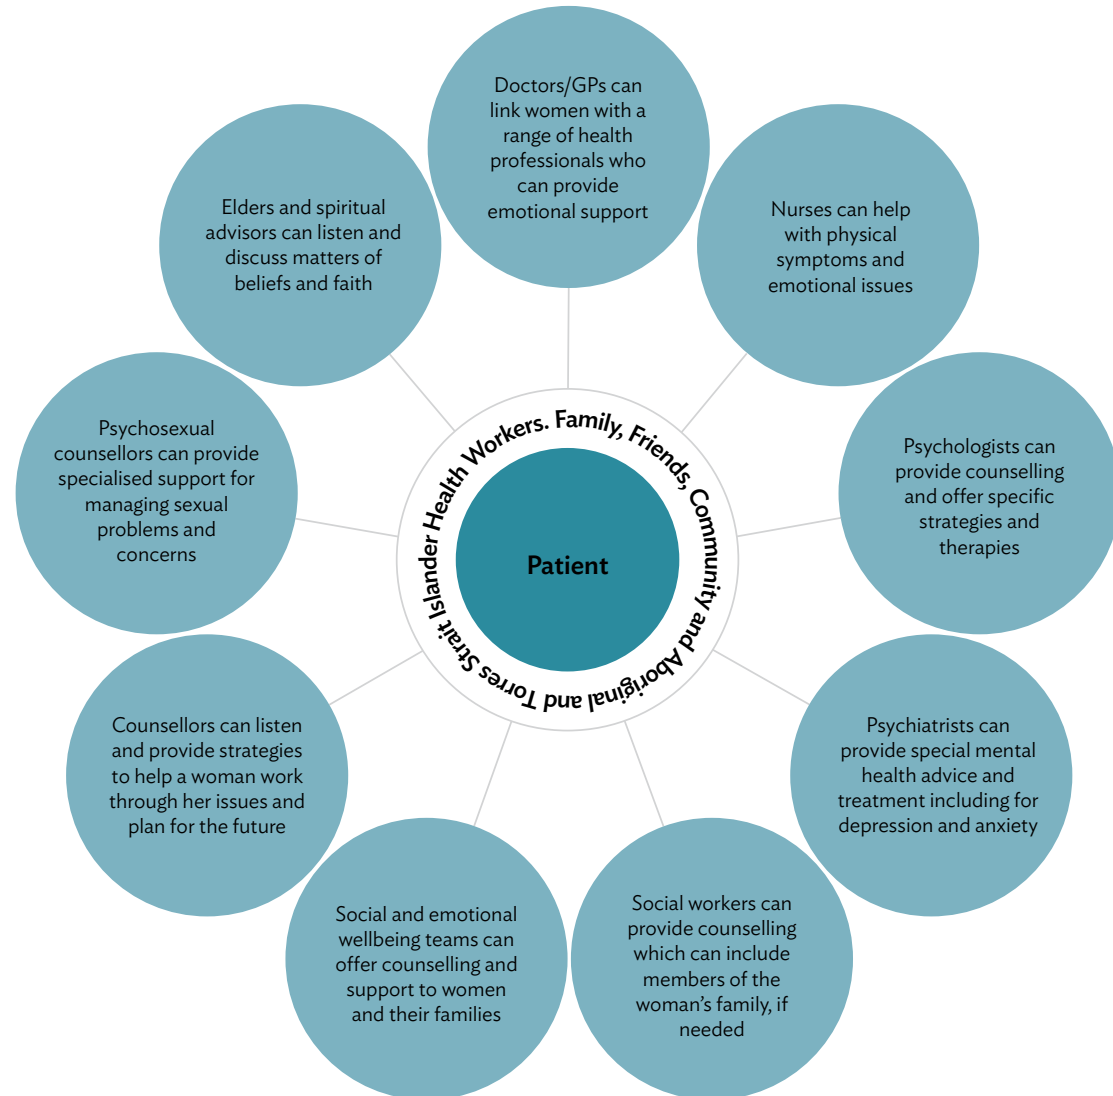 Doctors/GPs can
link women with a
range of health
professionals who
can provide
emotional support
Nurses can help
with physical
symptoms and
emotional issues
Psychologists can
provide counselling
and offer specific
strategies and
therapies
Psychiatrists can
provide special mental
health advice and
treatment including for
depression and anxiety
Social workers can
provide counselling
which can include
members of the
woman’s family, if
needed
Social and emotional
wellbeing teams can
offer counselling and
support to women
and their families
Counsellors can listen
and provide strategies
to help a woman work
through her issues and
plan for the future
Psychosexual
counsellors can provide
specialised support for
managing sexual
problems and
concerns
Elders and spiritual
advisors can listen and
discuss matters of
beliefs and faith
Family, Friends, Community and Aboriginal and Torres Strait Islander Health Workers.
Patient